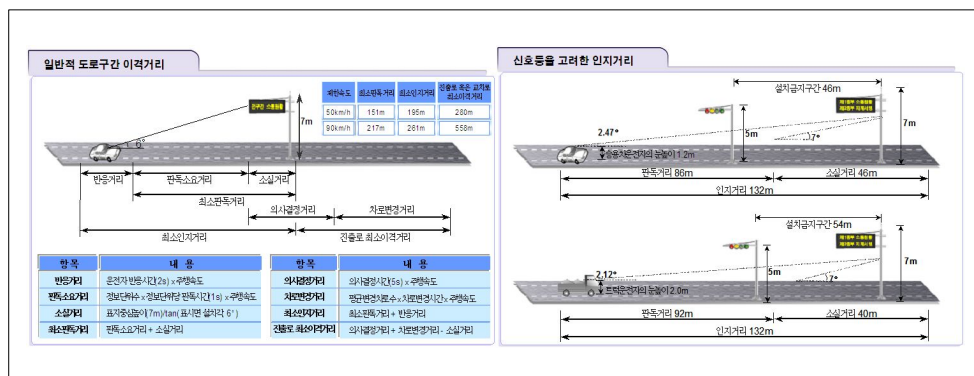 일반적 도로구간 이격거리
제한속도 최소판독거리 최소인지거리 진출로 혹은 교차로 최소이격거리
50km/h 151m 195m 280m
90km/h 217m 261m 558m
7m
6°
반응거리 판독소요거리 소실거리
최소판독거리
의사결정거리 차로변경거리
최소인지거리 진출로 최소이격거리
항목 내용
반응거리 운전자 반응시간(2s) x 주행속도
판독소요거리 정보단위수 x 정보단위당 판독시간(1s) x 주행속도
소실거리 표지중심높이(7m)/tan(표시면 설치각 6°)
최소판독거리 판독소요거리 + 소실거리
항목 내용
의사결정거리 의사결정시간(5s) x 주행속도
차로변경거리 평균변경차로수 x 차로변경시간 x 주행속도
최소인지거리 최소판독거리 + 반응거리
진출로 최소이격거리 의사결정거리 + 차로변경거리 - 소실거리
신호등을 고려한 인지거리
설치금지구간 46m
2.47°
5m
7m
7°
승용차운전자의 눈높이 1.2m
판독거리 86m 소실거리 46m
인지거리 132m
설치금지구간 54m
2.12°
5m
7m
7°
트럭운전자의 눈높이 2.0m
판독거리 92m 소실거리 40m
인지거리 132m